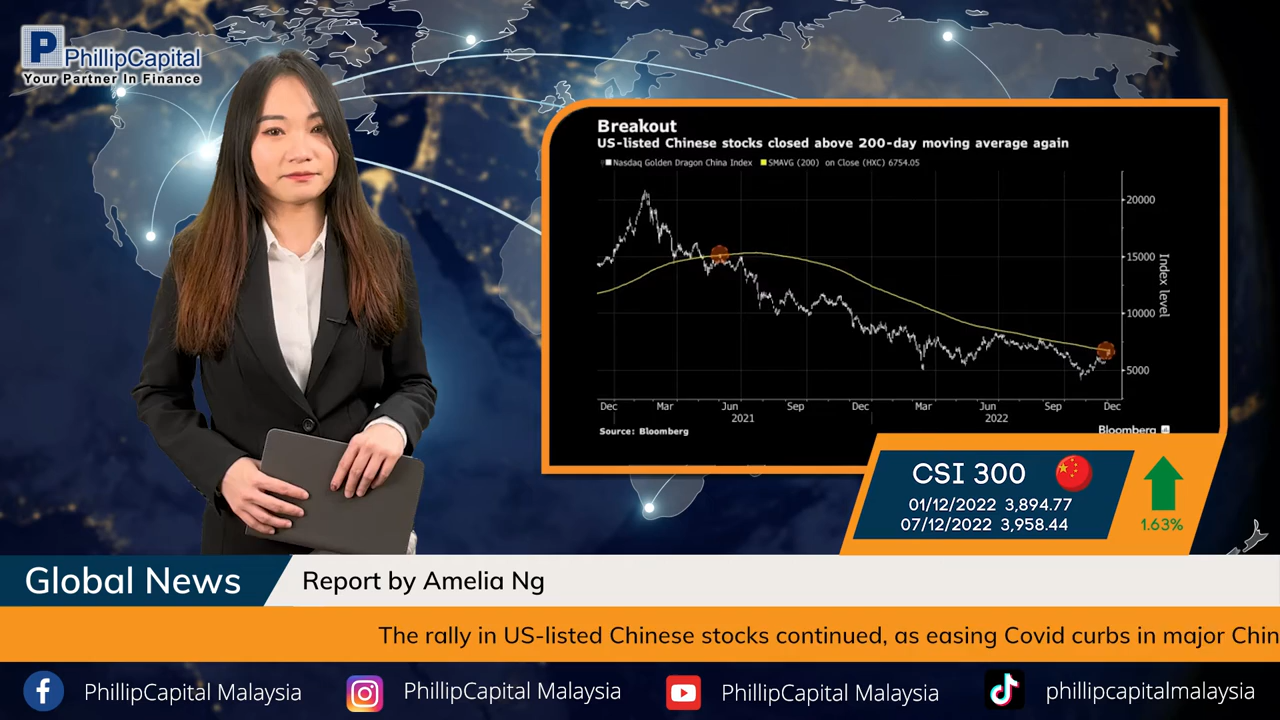 P PhillipCapital
Your Partner In Finance
Breakout
US-listed Chinese stocks closed above 200-day moving average again
Nasdaq Golden Dragon China Index SMAVG (200) on Close (HXC) 6754.05
20000
15000
10000
5000
Index level
Dec Mar Jun Sep Dec Mar Jun Sep Dec
2021 2022
Source: Bloomberg
Bloomberg
CSI 300
01/12/2022 3,894.77
07/12/2022 3,958.44
1.63%
Global News
Report by Amelia Ng
The rally in US-listed Chinese stocks continued, as easing Covid curbs in major Chin
PhillipCapital Malaysia
PhillipCapital Malaysia
PhillipCapital Malaysia
phillipcapitalmalaysia